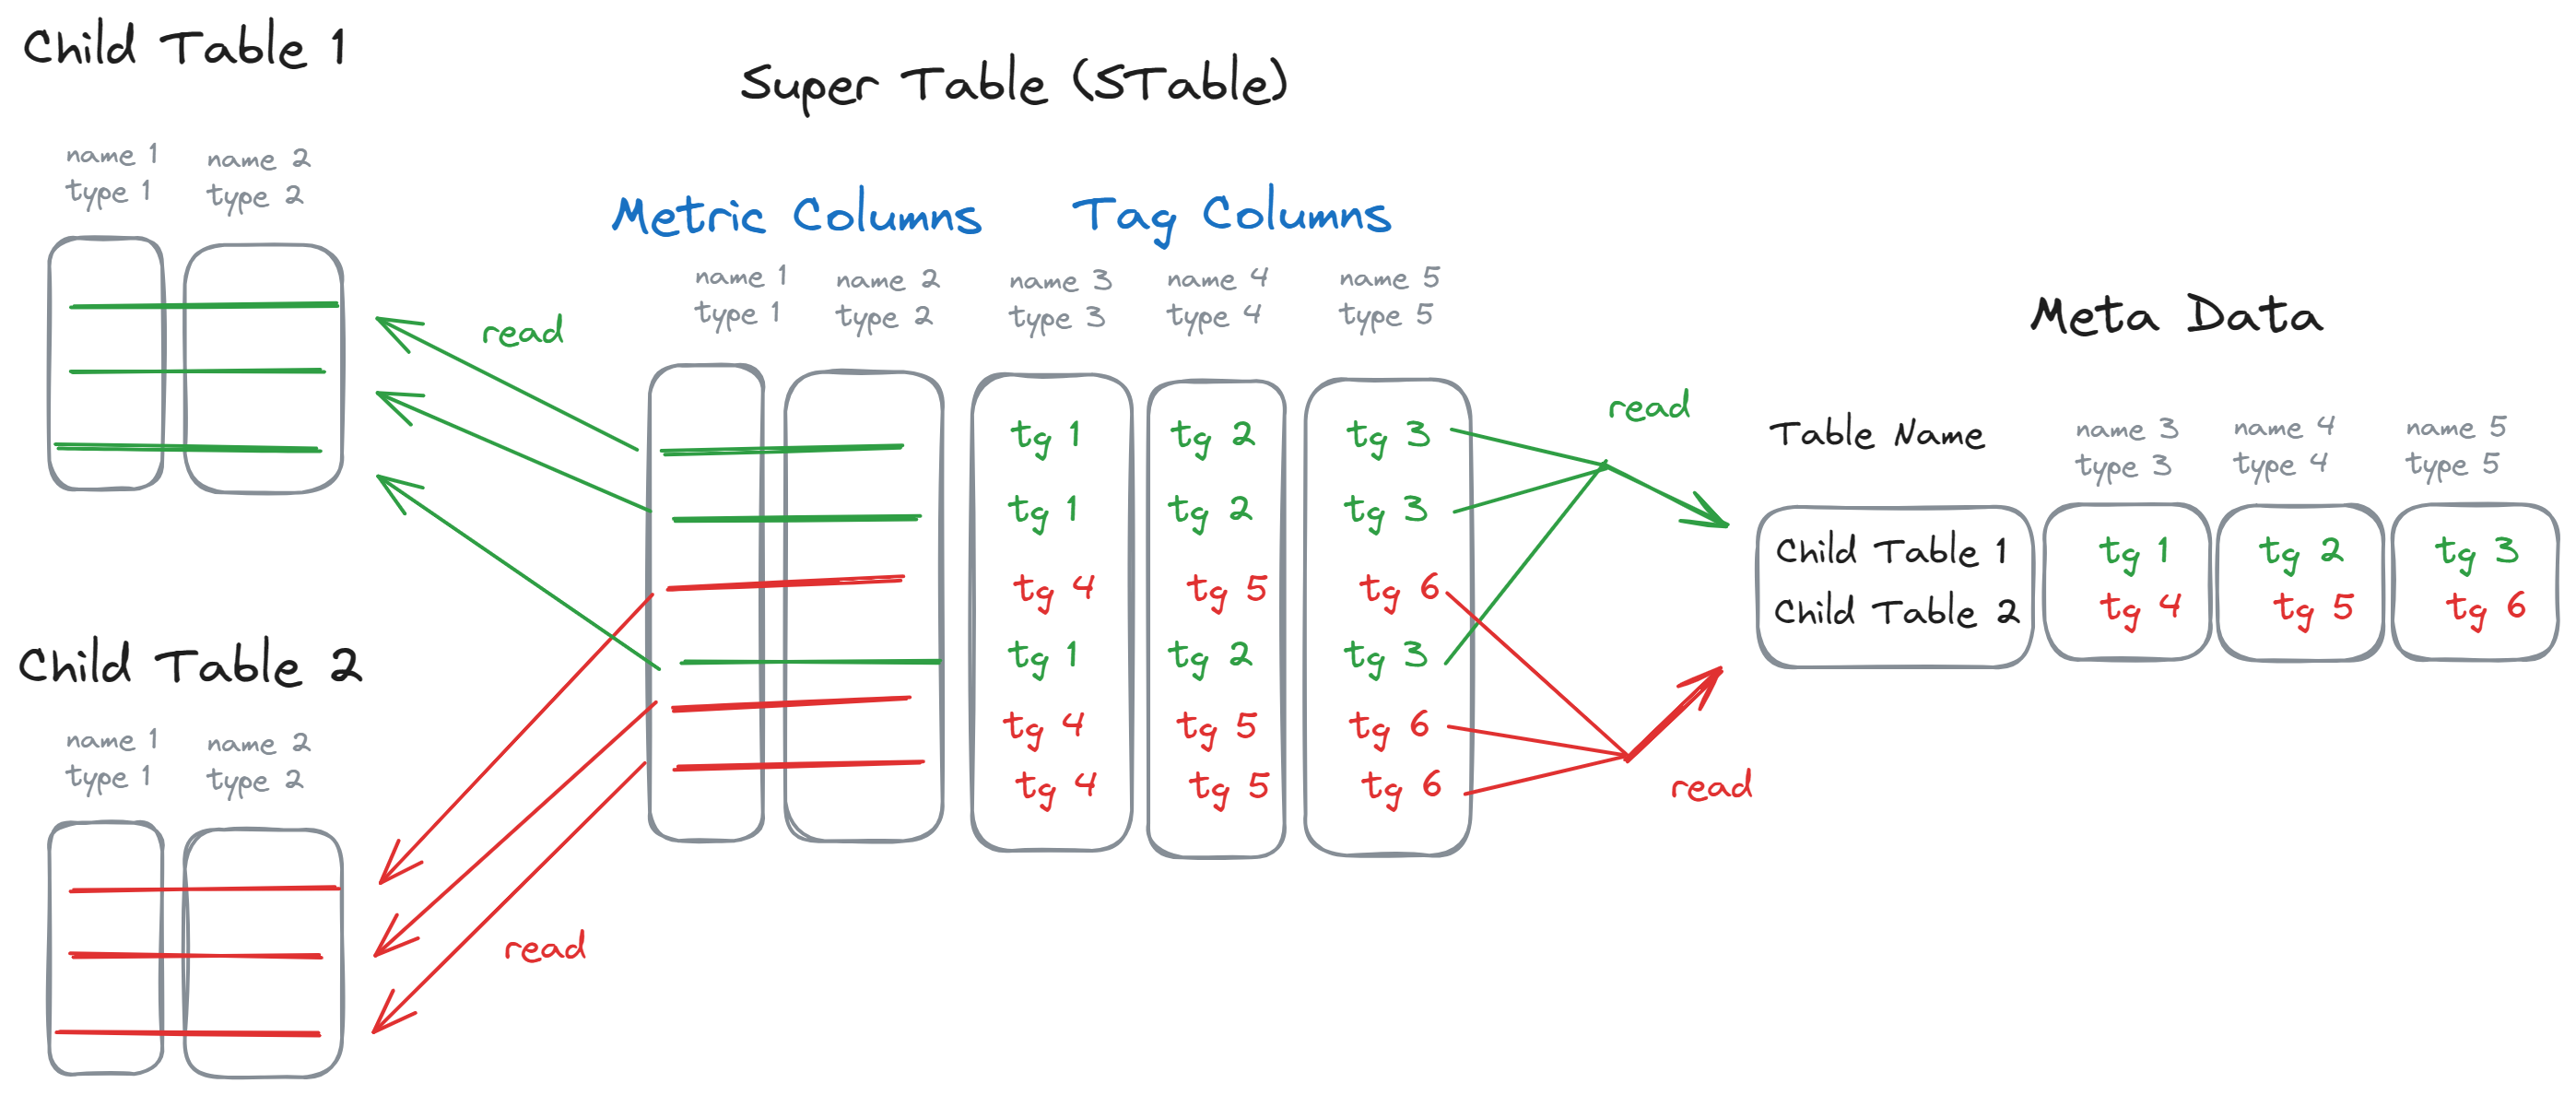 Child Table 1
name 1
type 1
name 2
type 2
Child Table 2
name 1
type 1
name 2
type 2
read
read
Super Table (STable)
Metric Columns
Tag Columns
name 1
type 1
name 2
type 2
name 3
type 3
name 4
type 4
name 5
type 5
tg 1 tg 2 tg 3
tg 1 tg 2 tg 3
tg 4 tg 5 tg 6
tg 1 tg 2 tg 3
tg 4 tg 5 tg 6
tg 4 tg 5 tg 6
read
read
Meta Data
Table Name
name 3
type 3
name 4
type 4
name 5
type 5
Child Table 1 tg 1 tg 2 tg 3
Child Table 2 tg 4 tg 5 tg 6